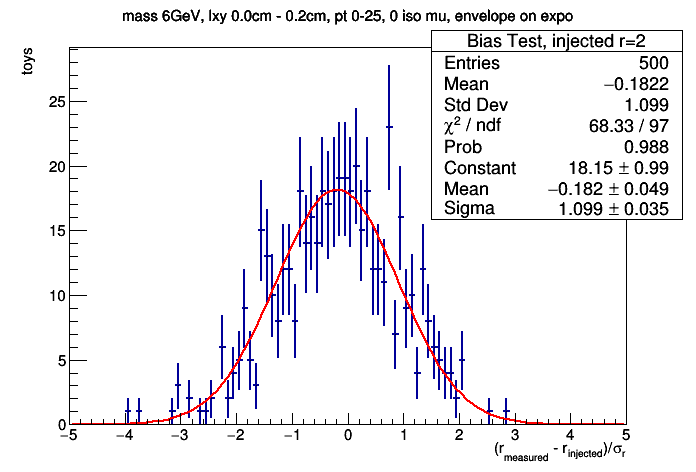 mass 6GeV, lxy 0.0cm - 0.2cm, pt 0-25, 0 iso mu, envelope on expo
Bias Test, injected r=2
Entries 500
Mean −0.1822
Std Dev 1.099
χ² / ndf 68.33 / 97
Prob 0.988
Constant 18.15 ± 0.99
Mean −0.182 ± 0.049
Sigma 1.099 ± 0.035
toys
25
20
15
10
5
0
−5 −4 −3 −2 −1 0 1 2 3 4 5
(r_measured - r_injected)/σ_r